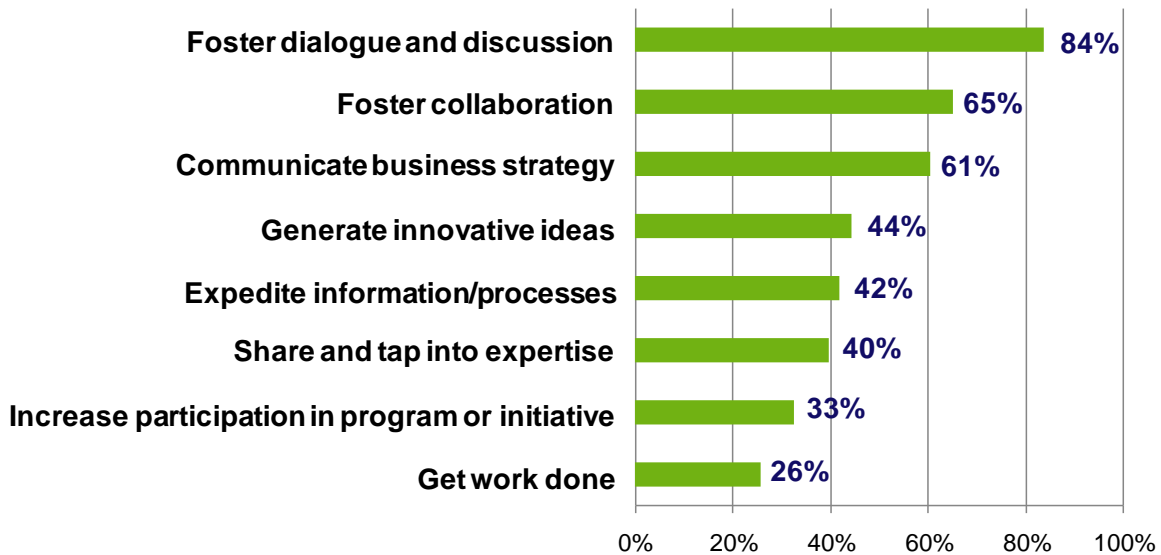 Foster dialogue and discussion 84%
Foster collaboration 65%
Communicate business strategy 61%
Generate innovative ideas 44%
Expedite information/processes 42%
Share and tap into expertise 40%
Increase participation in program or initiative 33%
Get work done 26%
0% 20% 40% 60% 80% 100%